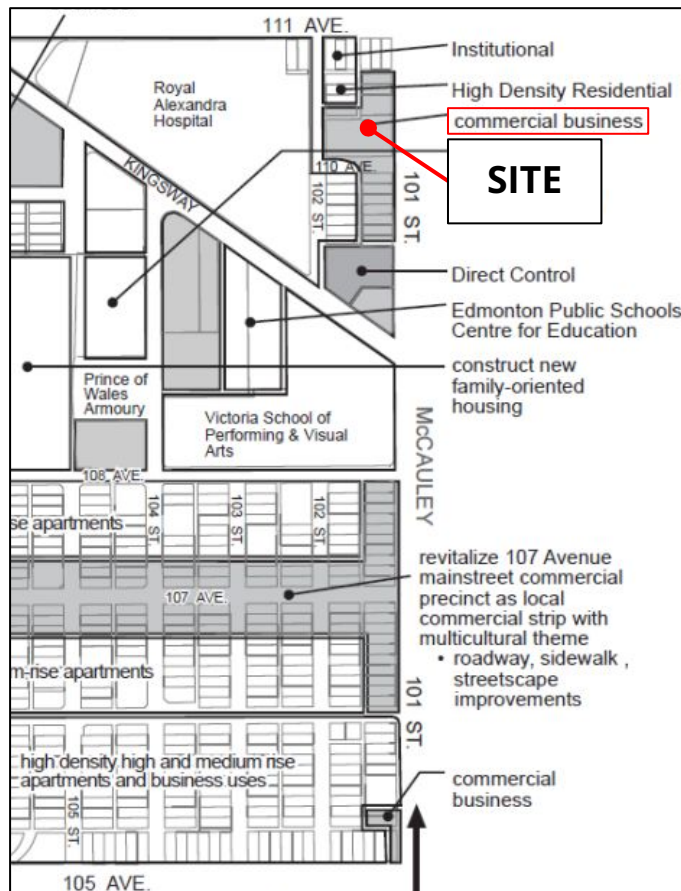 111 AVE.
Institutional
Royal
Alexandra
Hospital
High Density Residential
commercial business
SITE
KINGSWAY
110 AVE.
102 ST.
101 ST.
Direct Control
Edmonton Public Schools
Centre for Education
construct new
family-oriented
housing
Prince of
Wales
Armoury
Victoria School of
Performing & Visual
Arts
McCAULEY
108 AVE.
104 ST.
103 ST.
102 ST.
se apartments
107 AVE.
revitalize 107 Avenue
mainstreet commercial
precinct as local
commercial strip with
multicultural theme
• roadway, sidewalk ,
streetscape
improvements
m-rise apartments
101 ST.
high density high and medium rise
apartments and business uses
105 ST.
commercial
business
105 AVE.